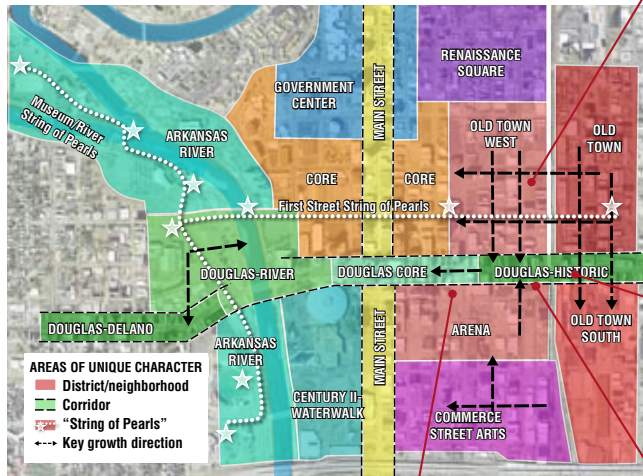 RENAISSANCE
SQUARE
GOVERNMENT
CENTER
MAIN STREET
Museum/River
String of Pearls
ARKANSAS
RIVER
OLD TOWN
WEST
OLD
TOWN
CORE
CORE
First Street String of Pearls
DOUGLAS-RIVER
DOUGLAS CORE
DOUGLAS-HISTORIC
DOUGLAS-DELANO
ARKANSAS
RIVER
MAIN STREET
ARENA
OLD TOWN
SOUTH
CENTURY II-
WATERWALK
COMMERCE
STREET ARTS
AREAS OF UNIQUE CHARACTER
District/neighborhood
Corridor
“String of Pearls”
Key growth direction